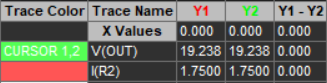 Trace Color Trace Name Y1 Y2 Y1 - Y2
X Values 0.000 0.000 0.000
CURSOR 1,2 V(OUT) 19.238 19.238 0.000
I(R2) 1.7500 1.7500 0.000